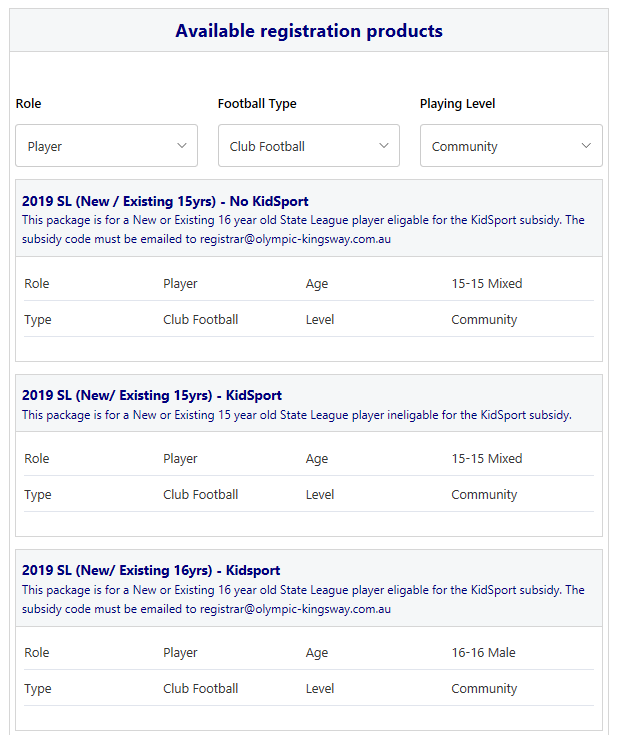 Available registration products
Role Football Type Playing Level
Player Club Football Community
2019 SL (New / Existing 15yrs) - No KidSport
This package is for a New or Existing 16 year old State League player eligable for the KidSport subsidy. The
subsidy code must be emailed to registrar@olympic-kingsway.com.au
Role Player Age 15-15 Mixed
Type Club Football Level Community
2019 SL (New/ Existing 15yrs) - KidSport
This package is for a New or Existing 15 year old State League player ineligable for the KidSport subsidy.
Role Player Age 15-15 Mixed
Type Club Football Level Community
2019 SL (New/ Existing 16yrs) - Kidsport
This package is for a New or Existing 16 year old State League player eligable for the KidSport subsidy. The
subsidy code must be emailed to registrar@olympic-kingsway.com.au
Role Player Age 16-16 Male
Type Club Football Level Community